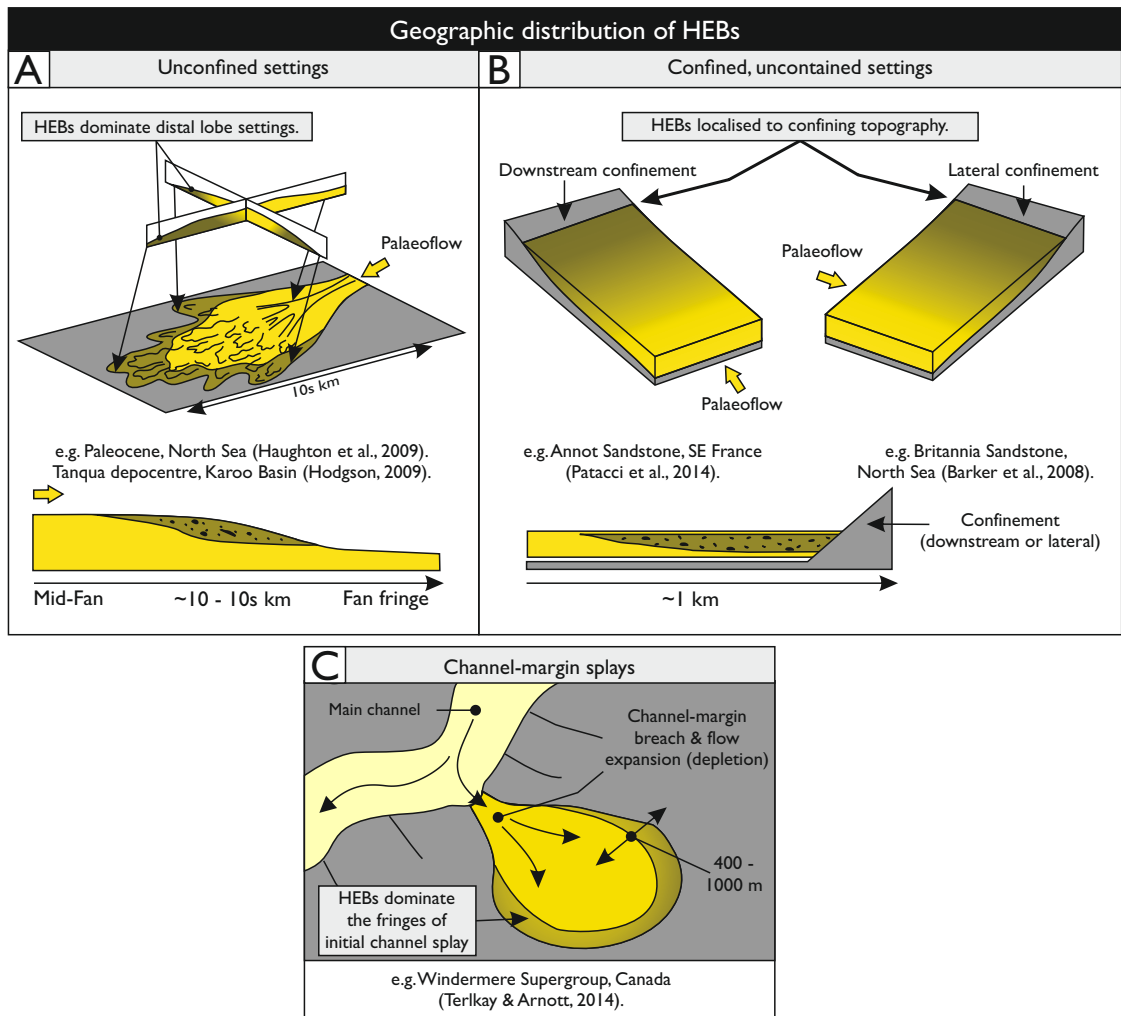 Geographic distribution of HEBs
A
Unconfined settings
HEBs dominate distal lobe settings.
Palaeoflow
10s km
e.g. Paleocene, North Sea (Haughton et al., 2009).
Tanqua depocentre, Karoo Basin (Hodgson, 2009).
Mid-Fan
~10 - 10s km
Fan fringe
B
Confined, uncontained settings
HEBs localised to confining topography.
Downstream confinement
Lateral confinement
Palaeoflow
Palaeoflow
e.g. Annot Sandstone, SE France
(Patacci et al., 2014).
e.g. Britannia Sandstone,
North Sea (Barker et al., 2008).
Confinement
(downstream or lateral)
~1 km
C
Channel-margin splays
Main channel
Channel-margin
breach & flow
expansion (depletion)
400 -
1000 m
HEBs dominate
the fringes of
initial channel splay
e.g. Windermere Supergroup, Canada
(Terlkay & Arnott, 2014).